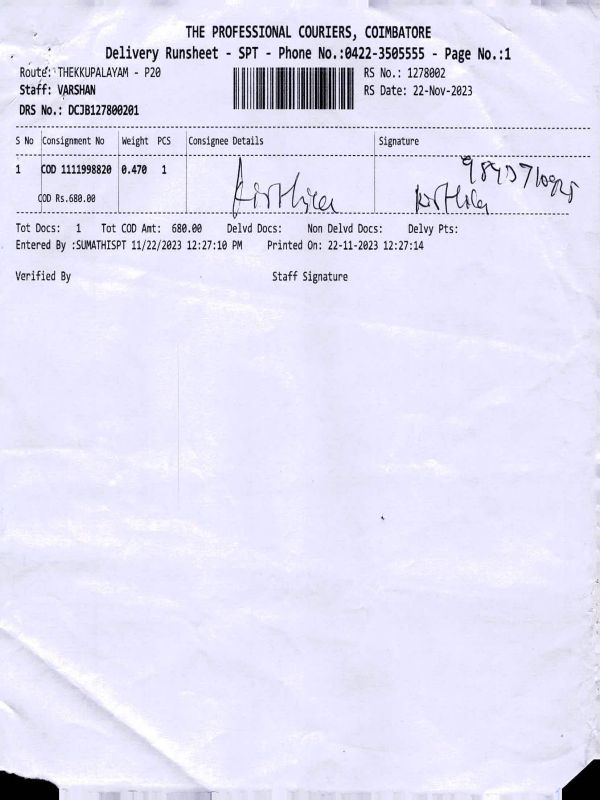 THE PROFESSIONAL COURIERS, COIMBATORE
Delivery Runsheet - SPT - Phone No.:0422-3505555 - Page No.:1
Route: THEKKUPALAYAM - P20
RS No.: 1278002
Staff: VARSHAN
RS Date: 22-Nov-2023
DRS No.: DCJB127800201
S No Consignment No Weight PCS Consignee Details Signature
1 COD 1111998820 0.470 1
COD Rs.680.00
Tot Docs: 1 Tot COD Amt: 680.00 Delvd Docs: Non Delvd Docs: Delvy Pts:
Entered By :SUMATHISPT 11/22/2023 12:27:10 PM Printed On: 22-11-2023 12:27:14
Verified By Staff Signature